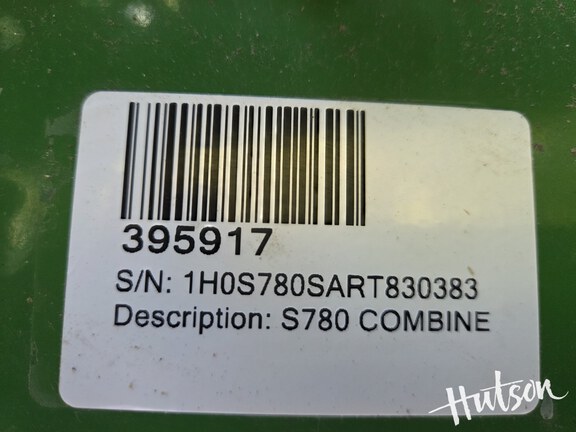 395917
S/N: 1H0S780SART830383
Description: S780 COMBINE
Hutson